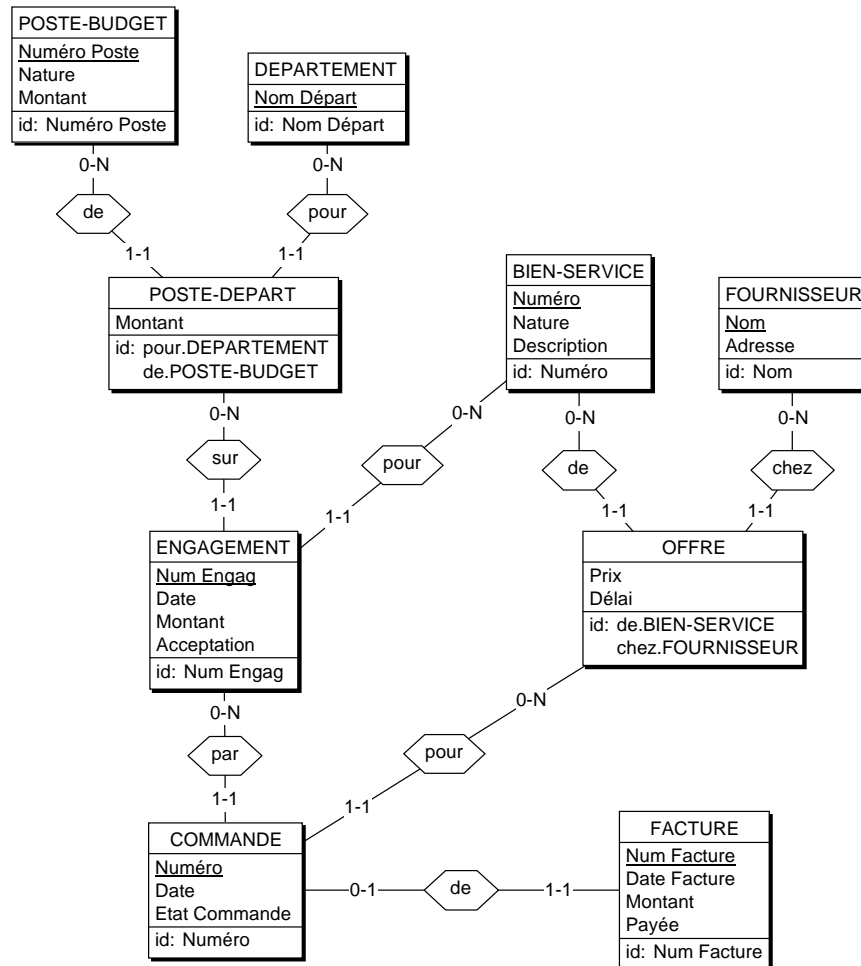 POSTE-BUDGET
Numéro Poste
Nature
Montant
id: Numéro Poste
DEPARTEMENT
Nom Départ
id: Nom Départ
0-N
0-N
de
pour
1-1
1-1
POSTE-DEPART
Montant
id: pour.DEPARTEMENT
de.POSTE-BUDGET
BIEN-SERVICE
Numéro
Nature
Description
id: Numéro
FOURNISSEUR
Nom
Adresse
id: Nom
0-N
0-N
0-N
0-N
sur
pour
de
chez
1-1
1-1
1-1
1-1
ENGAGEMENT
Num Engag
Date
Montant
Acceptation
id: Num Engag
OFFRE
Prix
Délai
id: de.BIEN-SERVICE
chez.FOURNISSEUR
0-N
0-N
par
pour
1-1
1-1
COMMANDE
Numéro
Date
Etat Commande
id: Numéro
0-1
de
1-1
FACTURE
Num Facture
Date Facture
Montant
Payée
id: Num Facture